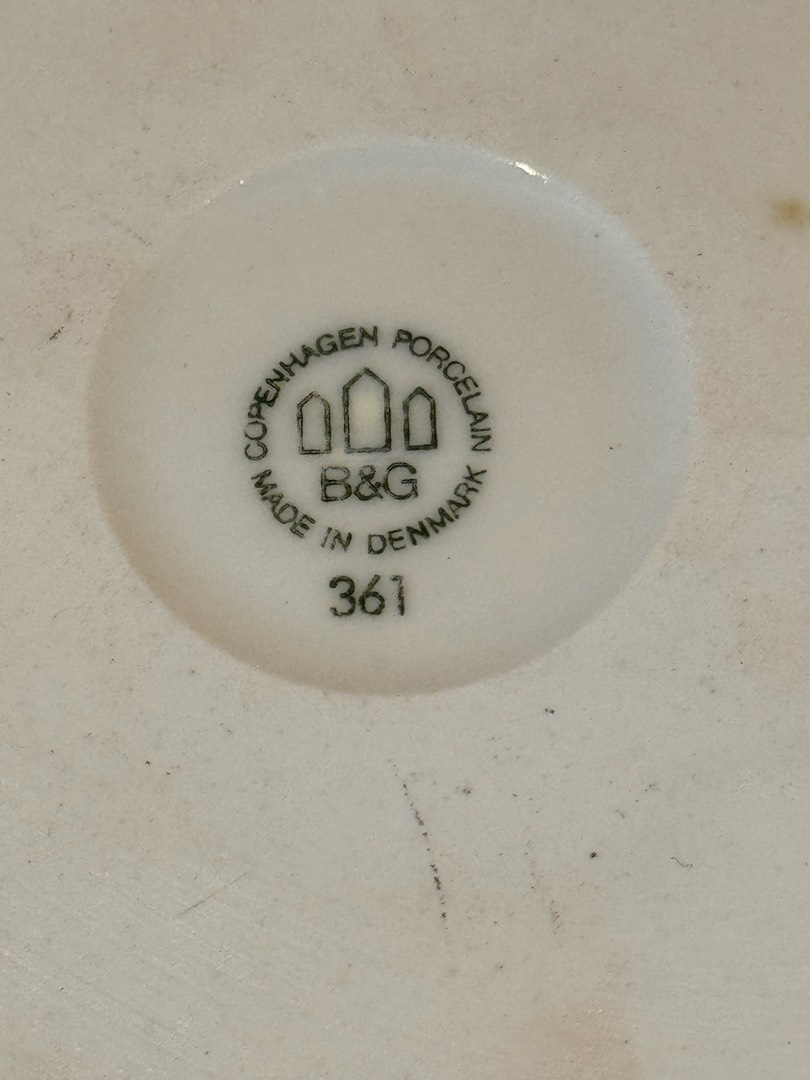 COPENHAGEN PORCELAIN
B&G
MADE IN DENMARK
361